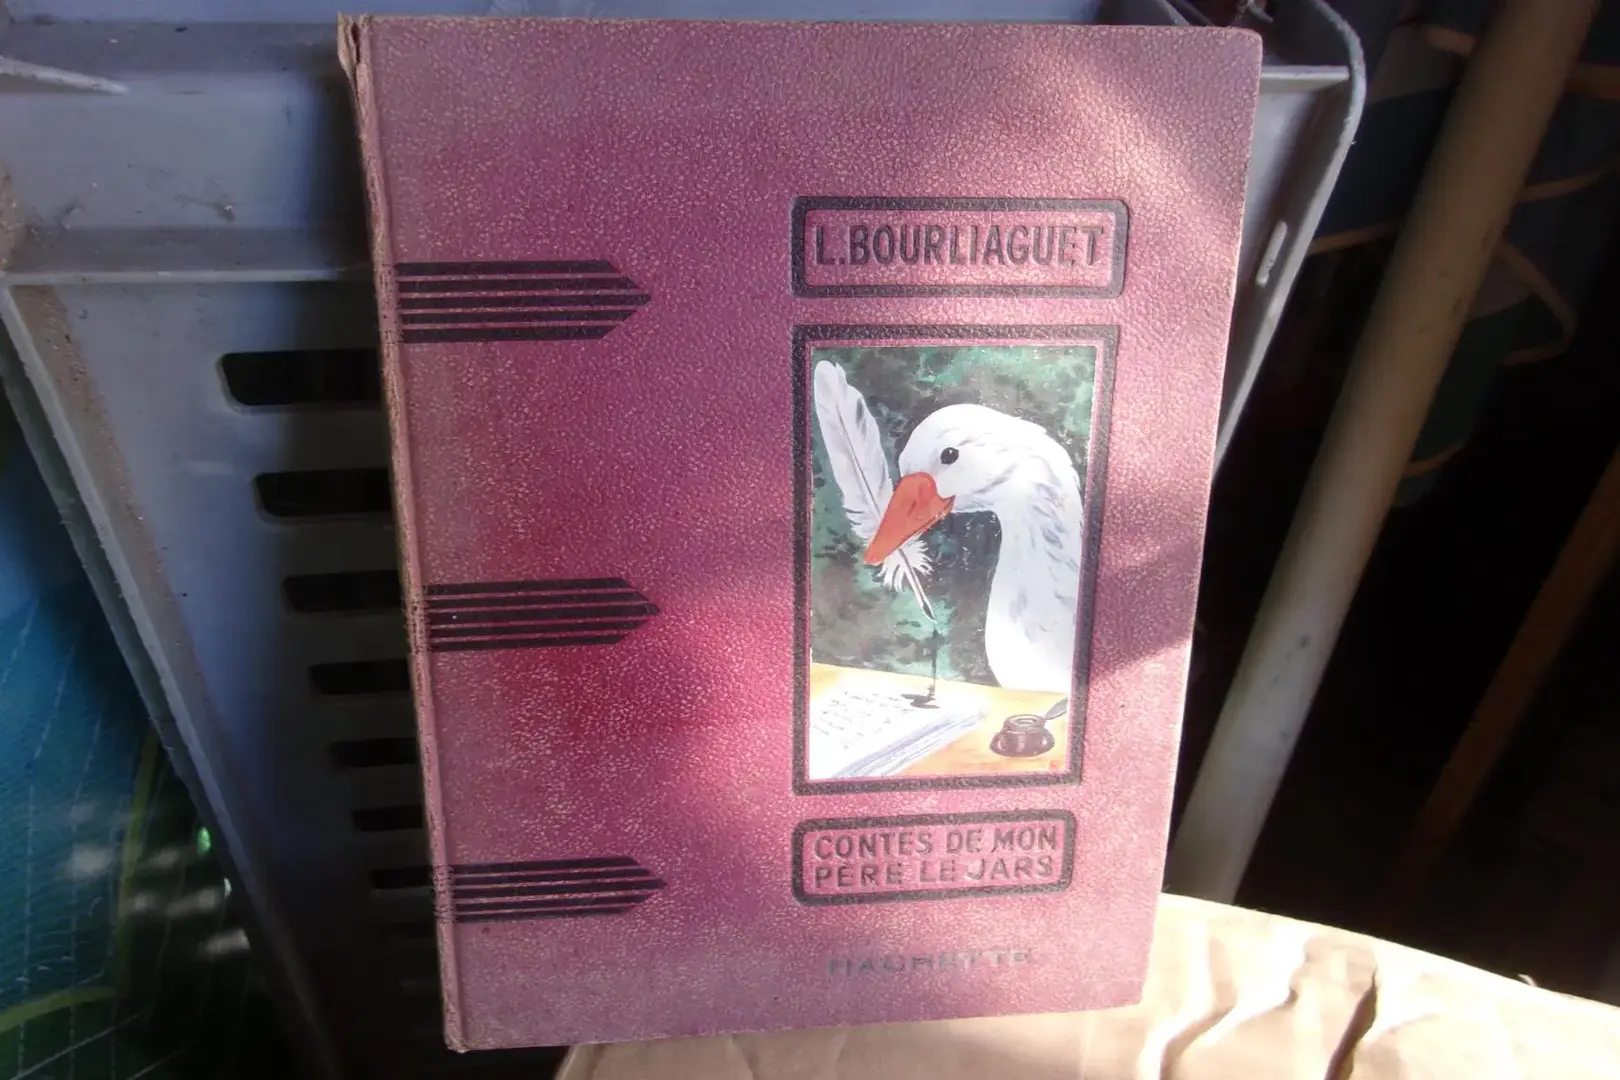 L.BOURLIAGUET
CONTES DE MON
PÈRE LE JARS
HACHETTE